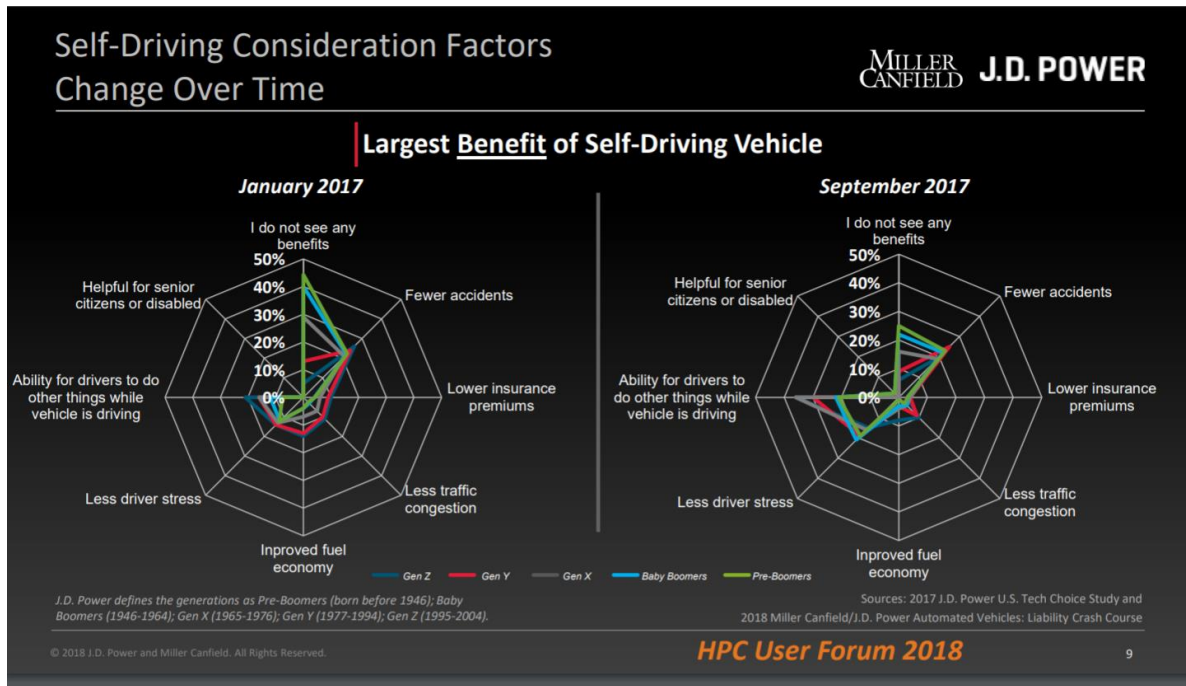 Self-Driving Consideration Factors
Change Over Time
MILLER
CANFIELD
J.D. POWER
Largest Benefit of Self-Driving Vehicle
January 2017
I do not see any
benefits
50%
40%
30%
20%
10%
0%
Fewer accidents
Lower insurance
premiums
Less traffic
congestion
Inproved fuel
economy
Less driver stress
Ability for drivers to do
other things while
vehicle is driving
Helpful for senior
citizens or disabled
September 2017
I do not see any
benefits
50%
40%
30%
20%
10%
0%
Fewer accidents
Lower insurance
premiums
Less traffic
congestion
Inproved fuel
economy
Less driver stress
Ability for drivers to
do other things while
vehicle is driving
Helpful for senior
citizens or disabled
Gen Z
Gen Y
Gen X
Baby Boomers
Pre-Boomers
J.D. Power defines the generations as Pre-Boomers (born before 1946); Baby
Boomers (1946-1964); Gen X (1965-1976); Gen Y (1977-1994); Gen Z (1995-2004).
Sources: 2017 J.D. Power U.S. Tech Choice Study and
2018 Miller Canfield/J.D. Power Automated Vehicles: Liability Crash Course
© 2018 J.D. Power and Miller Canfield. All Rights Reserved.
HPC User Forum 2018
9